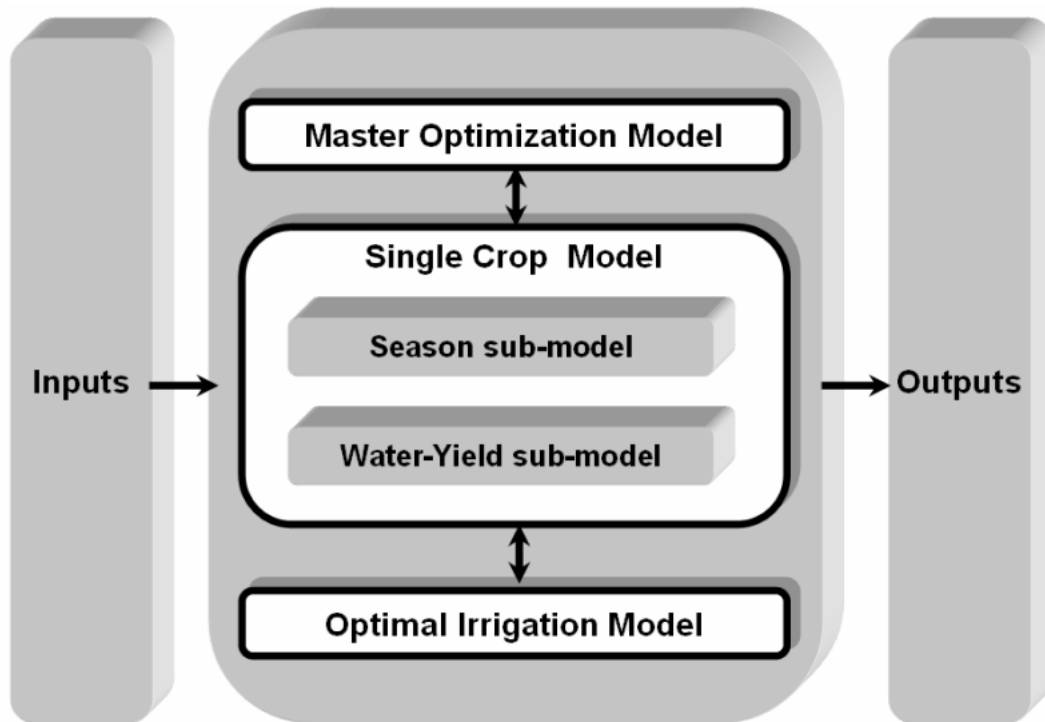 Master Optimization Model
Single Crop Model
Season sub-model
Inputs
Outputs
Water-Yield sub-model
Optimal Irrigation Model